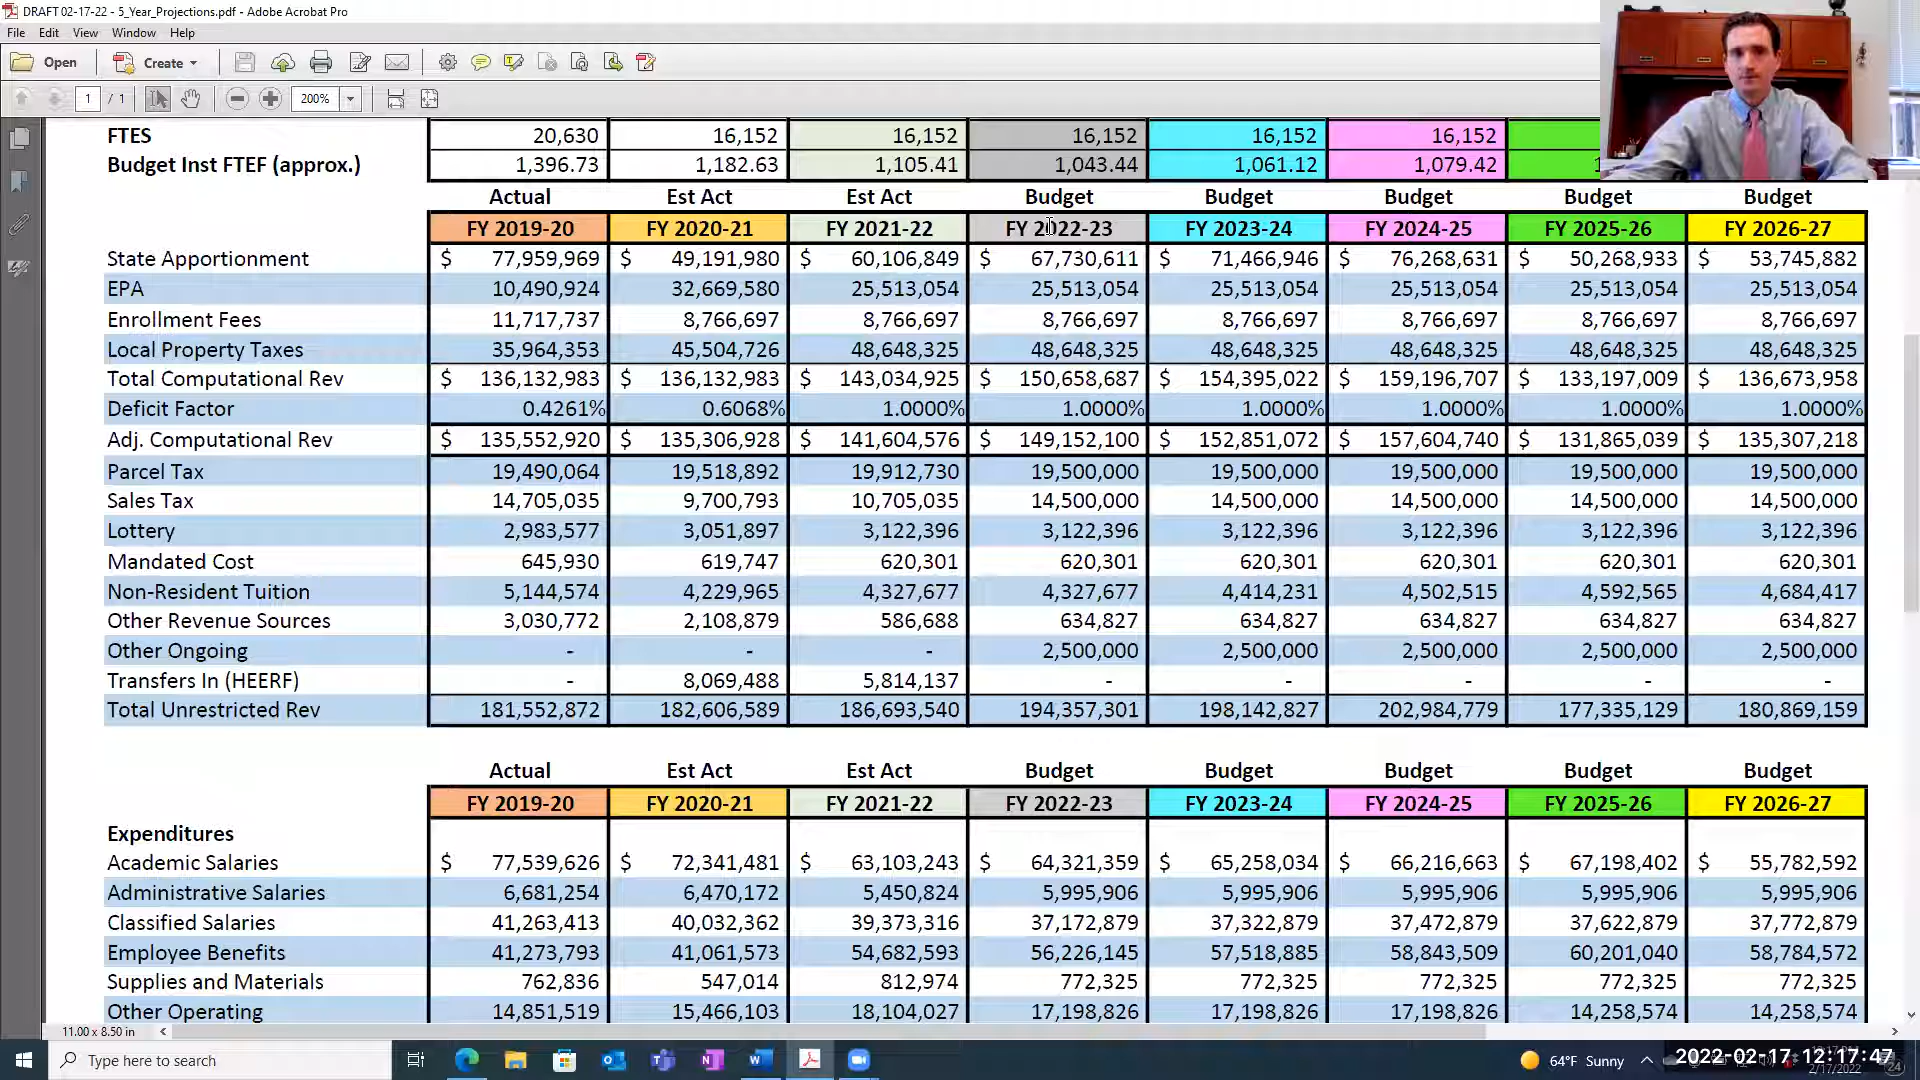 DRAFT 02-17-22 - 5_Year_Projections.pdf - Adobe Acrobat Pro
File Edit View Window Help
Open Create
1 / 1 200%
FTES 20,630 16,152 16,152 16,152 16,152 16,152
Budget Inst FTEF (approx.) 1,396.73 1,182.63 1,105.41 1,043.44 1,061.12 1,079.42
Actual Est Act Est Act Budget Budget Budget Budget Budget
FY 2019-20 FY 2020-21 FY 2021-22 FY 2022-23 FY 2023-24 FY 2024-25 FY 2025-26 FY 2026-27
State Apportionment $ 77,959,969 $ 49,191,980 $ 60,106,849 $ 67,730,611 $ 71,466,946 $ 76,268,631 $ 50,268,933 $ 53,745,882
EPA 10,490,924 32,669,580 25,513,054 25,513,054 25,513,054 25,513,054 25,513,054 25,513,054
Enrollment Fees 11,717,737 8,766,697 8,766,697 8,766,697 8,766,697 8,766,697 8,766,697 8,766,697
Local Property Taxes 35,964,353 45,504,726 48,648,325 48,648,325 48,648,325 48,648,325 48,648,325 48,648,325
Total Computational Rev $ 136,132,983 $ 136,132,983 $ 143,034,925 $ 150,658,687 $ 154,395,022 $ 159,196,707 $ 133,197,009 $ 136,673,958
Deficit Factor 0.4261% 0.6068% 1.0000% 1.0000% 1.0000% 1.0000% 1.0000% 1.0000%
Adj. Computational Rev $ 135,552,920 $ 135,306,928 $ 141,604,576 $ 149,152,100 $ 152,851,072 $ 157,604,740 $ 131,865,039 $ 135,307,218
Parcel Tax 19,490,064 19,518,892 19,912,730 19,500,000 19,500,000 19,500,000 19,500,000 19,500,000
Sales Tax 14,705,035 9,700,793 10,705,035 14,500,000 14,500,000 14,500,000 14,500,000 14,500,000
Lottery 2,983,577 3,051,897 3,122,396 3,122,396 3,122,396 3,122,396 3,122,396 3,122,396
Mandated Cost 645,930 619,747 620,301 620,301 620,301 620,301 620,301 620,301
Non-Resident Tuition 5,144,574 4,229,965 4,327,677 4,327,677 4,414,231 4,502,515 4,592,565 4,684,417
Other Revenue Sources 3,030,772 2,108,879 586,688 634,827 634,827 634,827 634,827 634,827
Other Ongoing - - - 2,500,000 2,500,000 2,500,000 2,500,000 2,500,000
Transfers In (HEERF) - 8,069,488 5,814,137 - - - - -
Total Unrestricted Rev 181,552,872 182,606,589 186,693,540 194,357,301 198,142,827 202,984,779 177,335,129 180,869,159
Actual Est Act Est Act Budget Budget Budget Budget Budget
FY 2019-20 FY 2020-21 FY 2021-22 FY 2022-23 FY 2023-24 FY 2024-25 FY 2025-26 FY 2026-27
Expenditures
Academic Salaries $ 77,539,626 $ 72,341,481 $ 63,103,243 $ 64,321,359 $ 65,258,034 $ 66,216,663 $ 67,198,402 $ 55,782,592
Administrative Salaries 6,681,254 6,470,172 5,450,824 5,995,906 5,995,906 5,995,906 5,995,906 5,995,906
Classified Salaries 41,263,413 40,032,362 39,373,316 37,172,879 37,322,879 37,472,879 37,622,879 37,772,879
Employee Benefits 41,273,793 41,061,573 54,682,593 56,226,145 57,518,885 58,843,509 60,201,040 58,784,572
Supplies and Materials 762,836 547,014 812,974 772,325 772,325 772,325 772,325 772,325
Other Operating 14,851,519 15,466,103 18,104,027 17,198,826 17,198,826 17,198,826 14,258,574 14,258,574
11.00 x 8.50 in
Type here to search 64°F Sunny 2022-02-17 12:17:47
2/17/2022